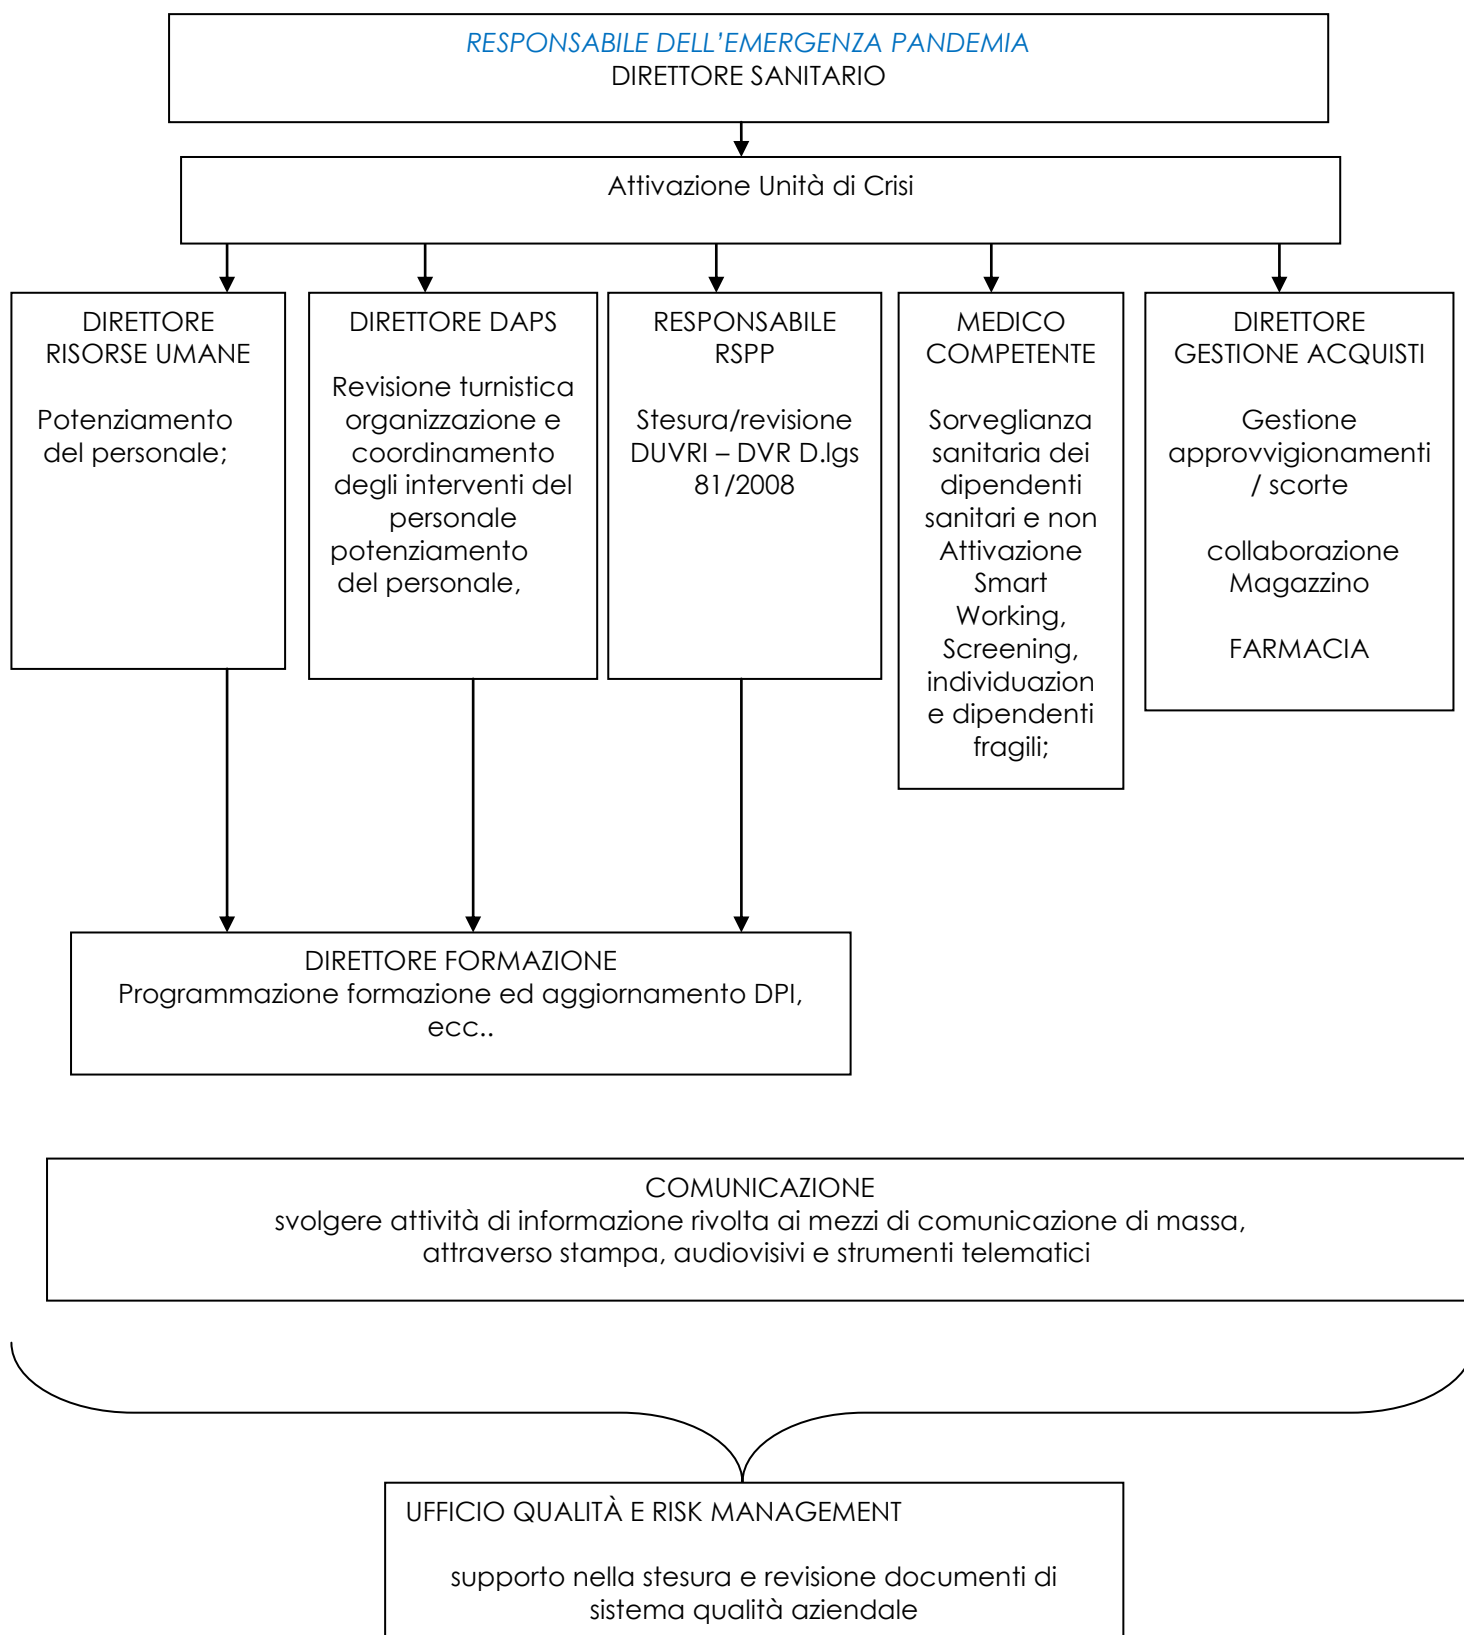 RESPONSABILE DELL’EMERGENZA PANDEMIA
DIRETTORE SANITARIO
Attivazione Unità di Crisi
DIRETTORE
RISORSE UMANE
Potenziamento
del personale;
DIRETTORE DAPS
Revisione turnistica
organizzazione e
coordinamento
degli interventi del
personale
potenziamento
del personale,
RESPONSABILE
RSPP
Stesura/revisione
DUVRI – DVR D.lgs
81/2008
MEDICO
COMPETENTE
Sorveglianza
sanitaria dei
dipendenti
sanitari e non
Attivazione
Smart
Working,
Screening,
individuazion
e dipendenti
fragili;
DIRETTORE
GESTIONE ACQUISTI
Gestione
approvvigionamenti
/ scorte
collaborazione
Magazzino
FARMACIA
DIRETTORE FORMAZIONE
Programmazione formazione ed aggiornamento DPI,
ecc..
COMUNICAZIONE
svolgere attività di informazione rivolta ai mezzi di comunicazione di massa,
attraverso stampa, audiovisivi e strumenti telematici
UFFICIO QUALITÀ E RISK MANAGEMENT
supporto nella stesura e revisione documenti di
sistema qualità aziendale